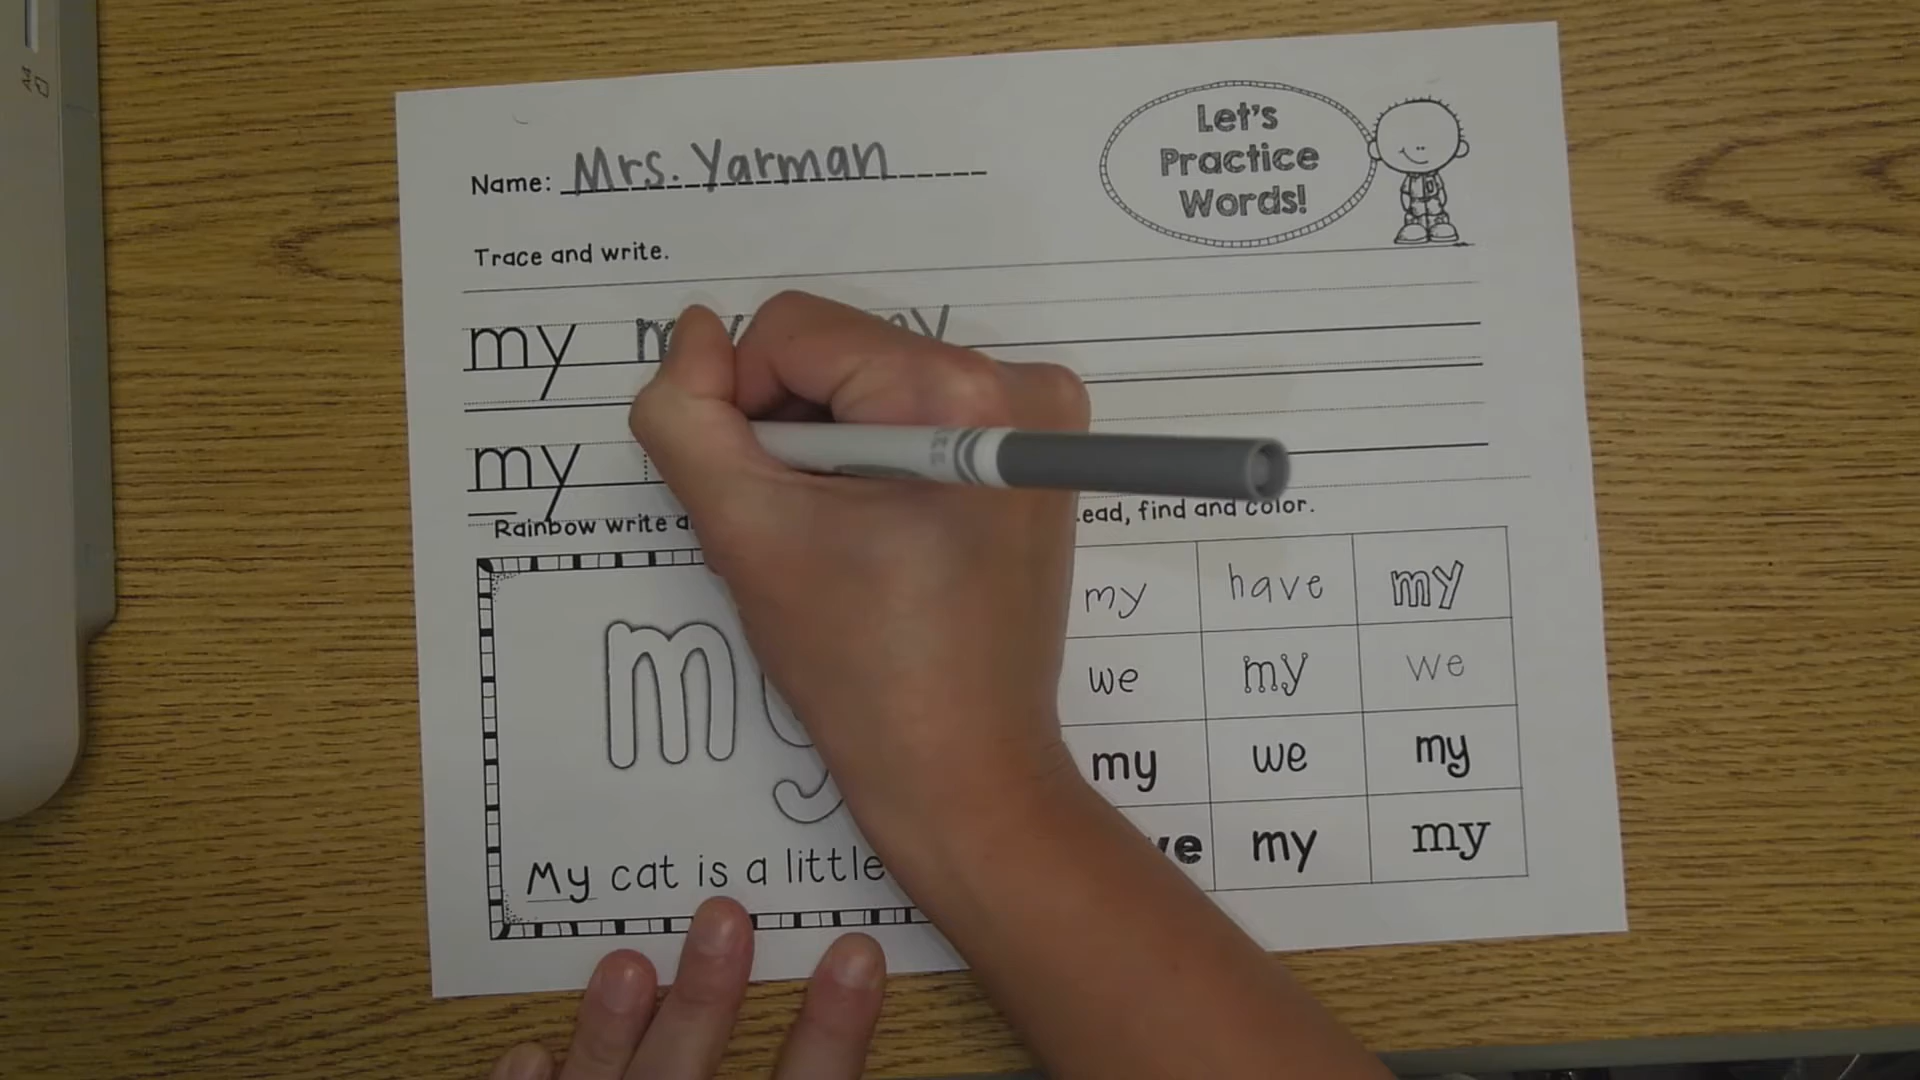 Name: Mrs. Yarman
Let's
Practice
Words!
Trace and write.
my my my
my
Rainbow write
find and color.
my have my
we my we
my we my
my my
My cat is a little